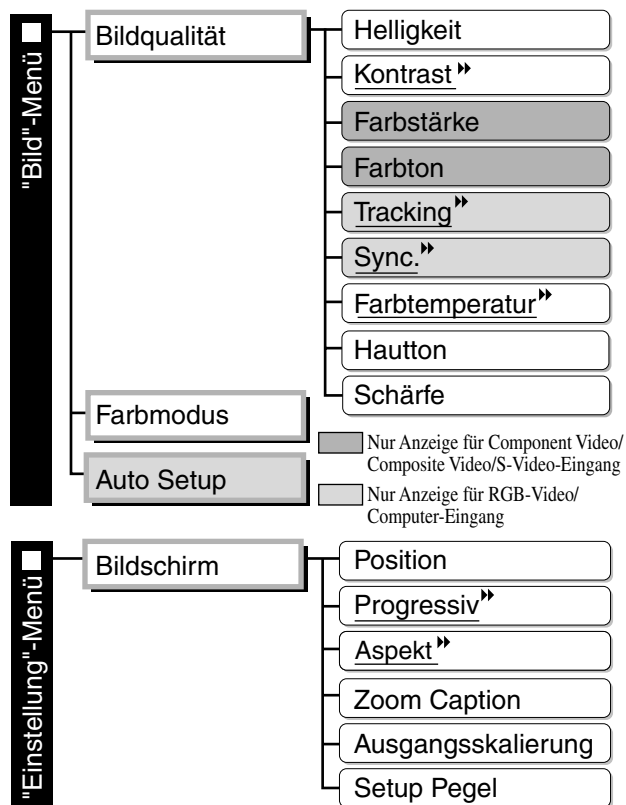 "Bild"-Menü
Bildqualität
Helligkeit
Kontrast
Farbstärke
Farbton
Tracking
Sync.
Farbtemperatur
Hautton
Schärfe
Farbmodus
Auto Setup
Nur Anzeige für Component Video/
Composite Video/S-Video-Eingang
Nur Anzeige für RGB-Video/
Computer-Eingang
"Einstellung"-Menü
Bildschirm
Position
Progressiv
Aspekt
Zoom Caption
Ausgangsskalierung
Setup Pegel